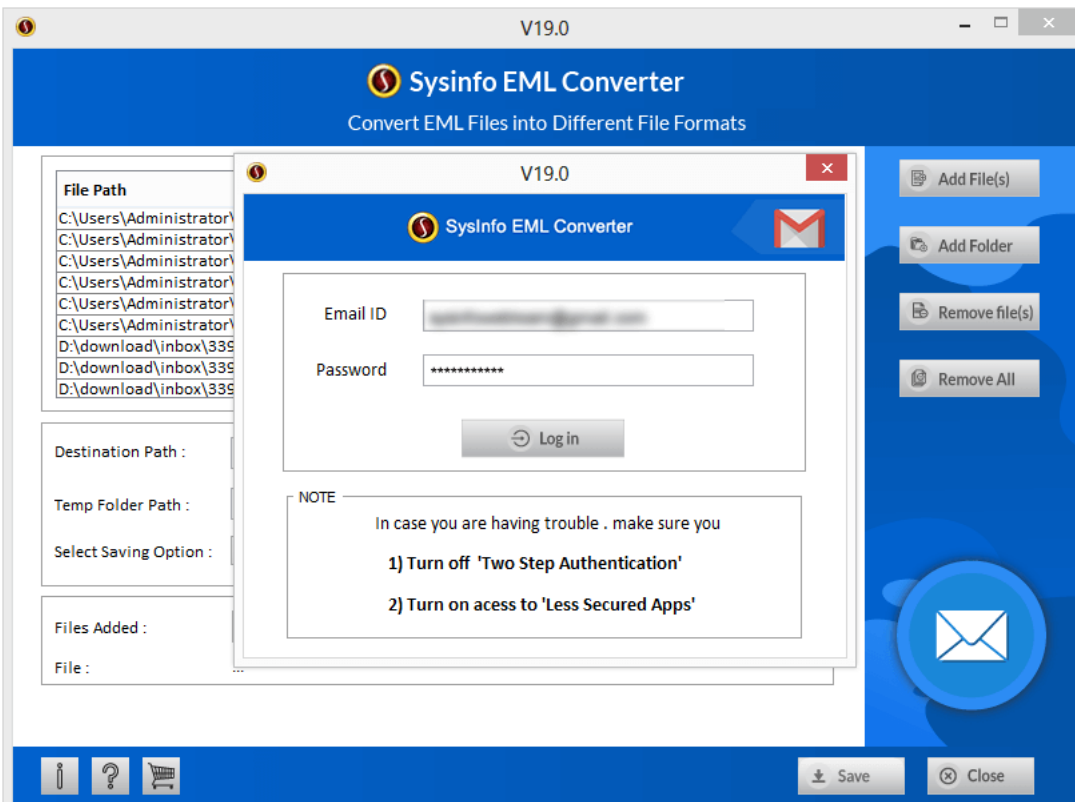 V19.0
Sysinfo EML Converter
Convert EML Files into Different File Formats
File Path
C:\Users\Administrator\
C:\Users\Administrator\
C:\Users\Administrator\
C:\Users\Administrator\
C:\Users\Administrator\
C:\Users\Administrator\
D:\download\inbox\339
D:\download\inbox\339
D:\download\inbox\339
Destination Path :
Temp Folder Path :
Select Saving Option :
Files Added :
File :
...
V19.0
SysInfo EML Converter
Email ID
Password
***********
Log in
NOTE
In case you are having trouble . make sure you
1) Turn off 'Two Step Authentication'
2) Turn on acess to 'Less Secured Apps'
Add File(s)
Add Folder
Remove file(s)
Remove All
Save
Close